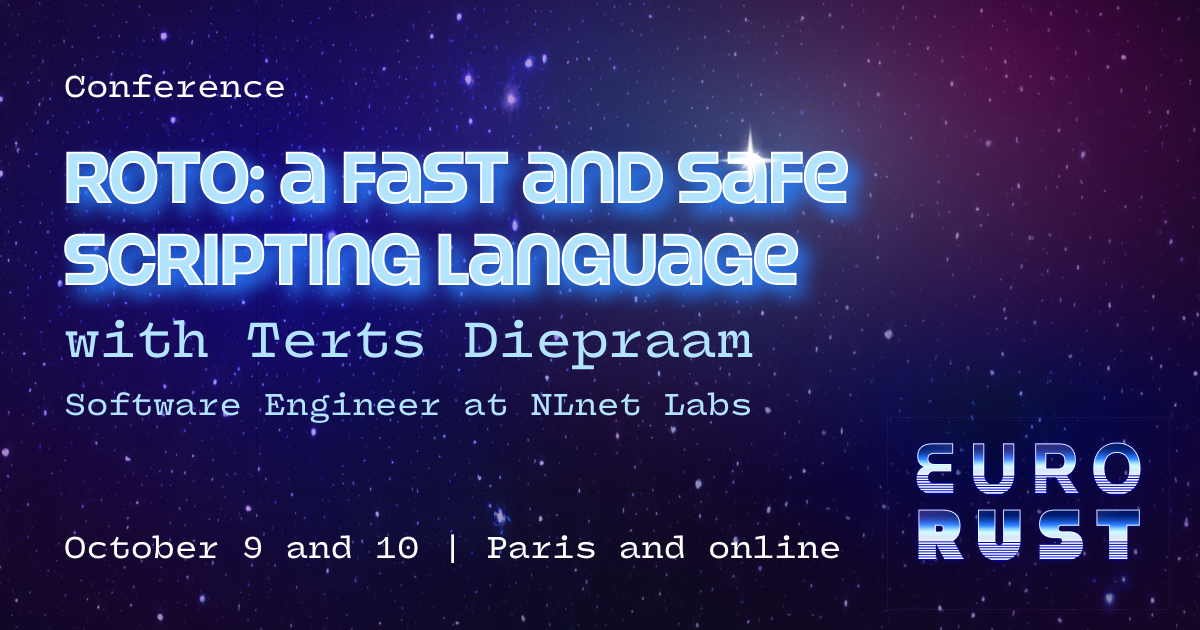 Conference
ROTO: a FaST anD SaFe
SCRIPTInG LanGUaGe
with Terts Diepraam
Software Engineer at NLnet Labs
October 9 and 10 | Paris and online
EURO
RUST